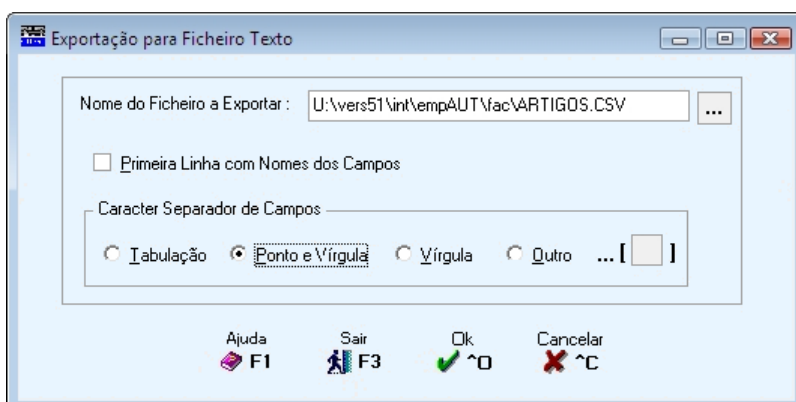 Exportação para Ficheiro Texto
Nome do Ficheiro a Exportar : U:\vers51\int\empAUT\fac\ARTIGOS.CSV ...
Primeira Linha com Nomes dos Campos
Caracter Separador de Campos
Tabulação Ponto e Vírgula Vírgula Outro ... [ ]
Ajuda Sair Ok Cancelar
F1 F3 ^O ^C